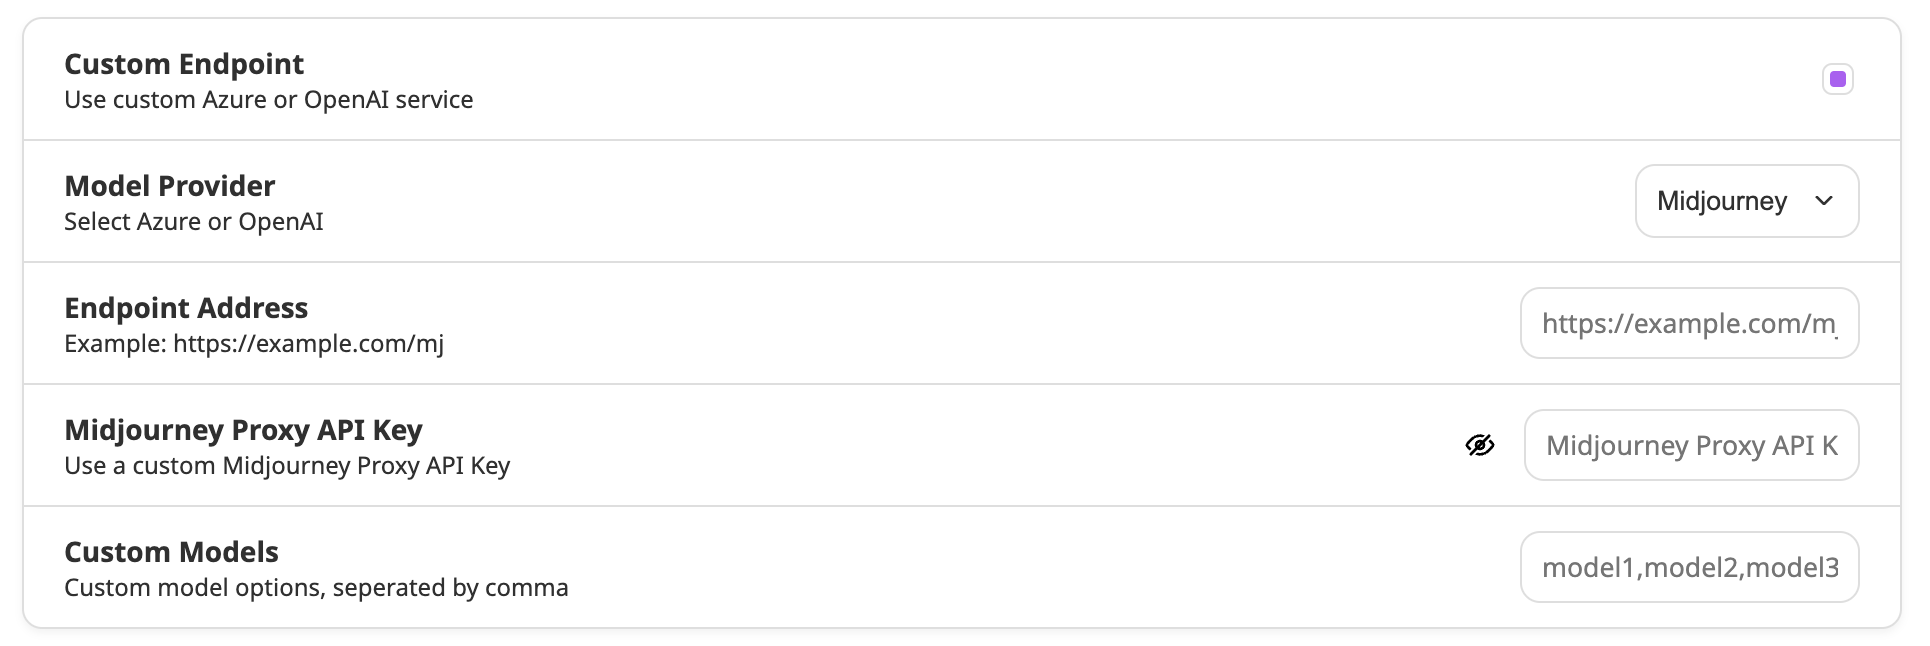 Custom Endpoint
Use custom Azure or OpenAI service
Model Provider
Select Azure or OpenAI
Midjourney
Endpoint Address
Example: https://example.com/mj
https://example.com/m
Midjourney Proxy API Key
Use a custom Midjourney Proxy API Key
Midjourney Proxy API K
Custom Models
Custom model options, seperated by comma
model1,model2,model3